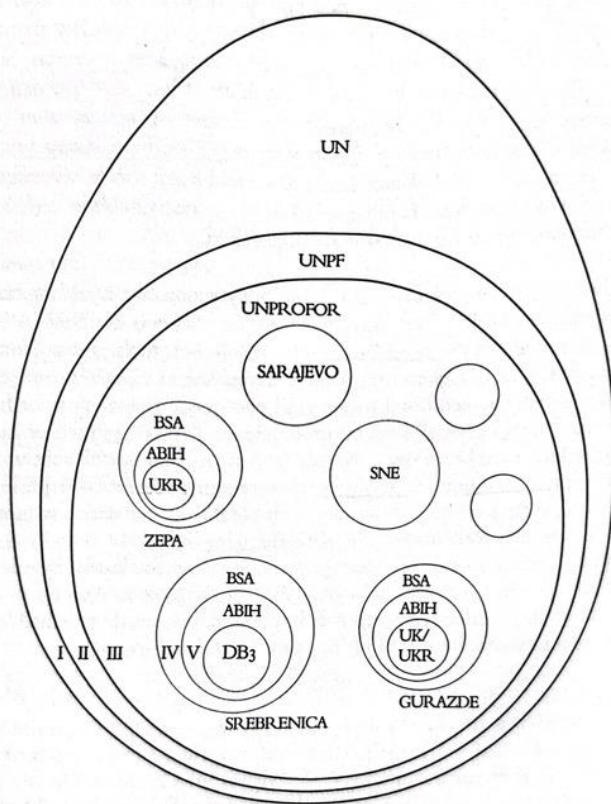 UN
UNPF
UNPROFOR
SARAJEVO
BSA
ABIH
UKR
ZEPA
SNE
BSA
ABIH
DB3
SREBRENICA
BSA
ABIH
UK/
UKR
GURAZDE
I II III IV V